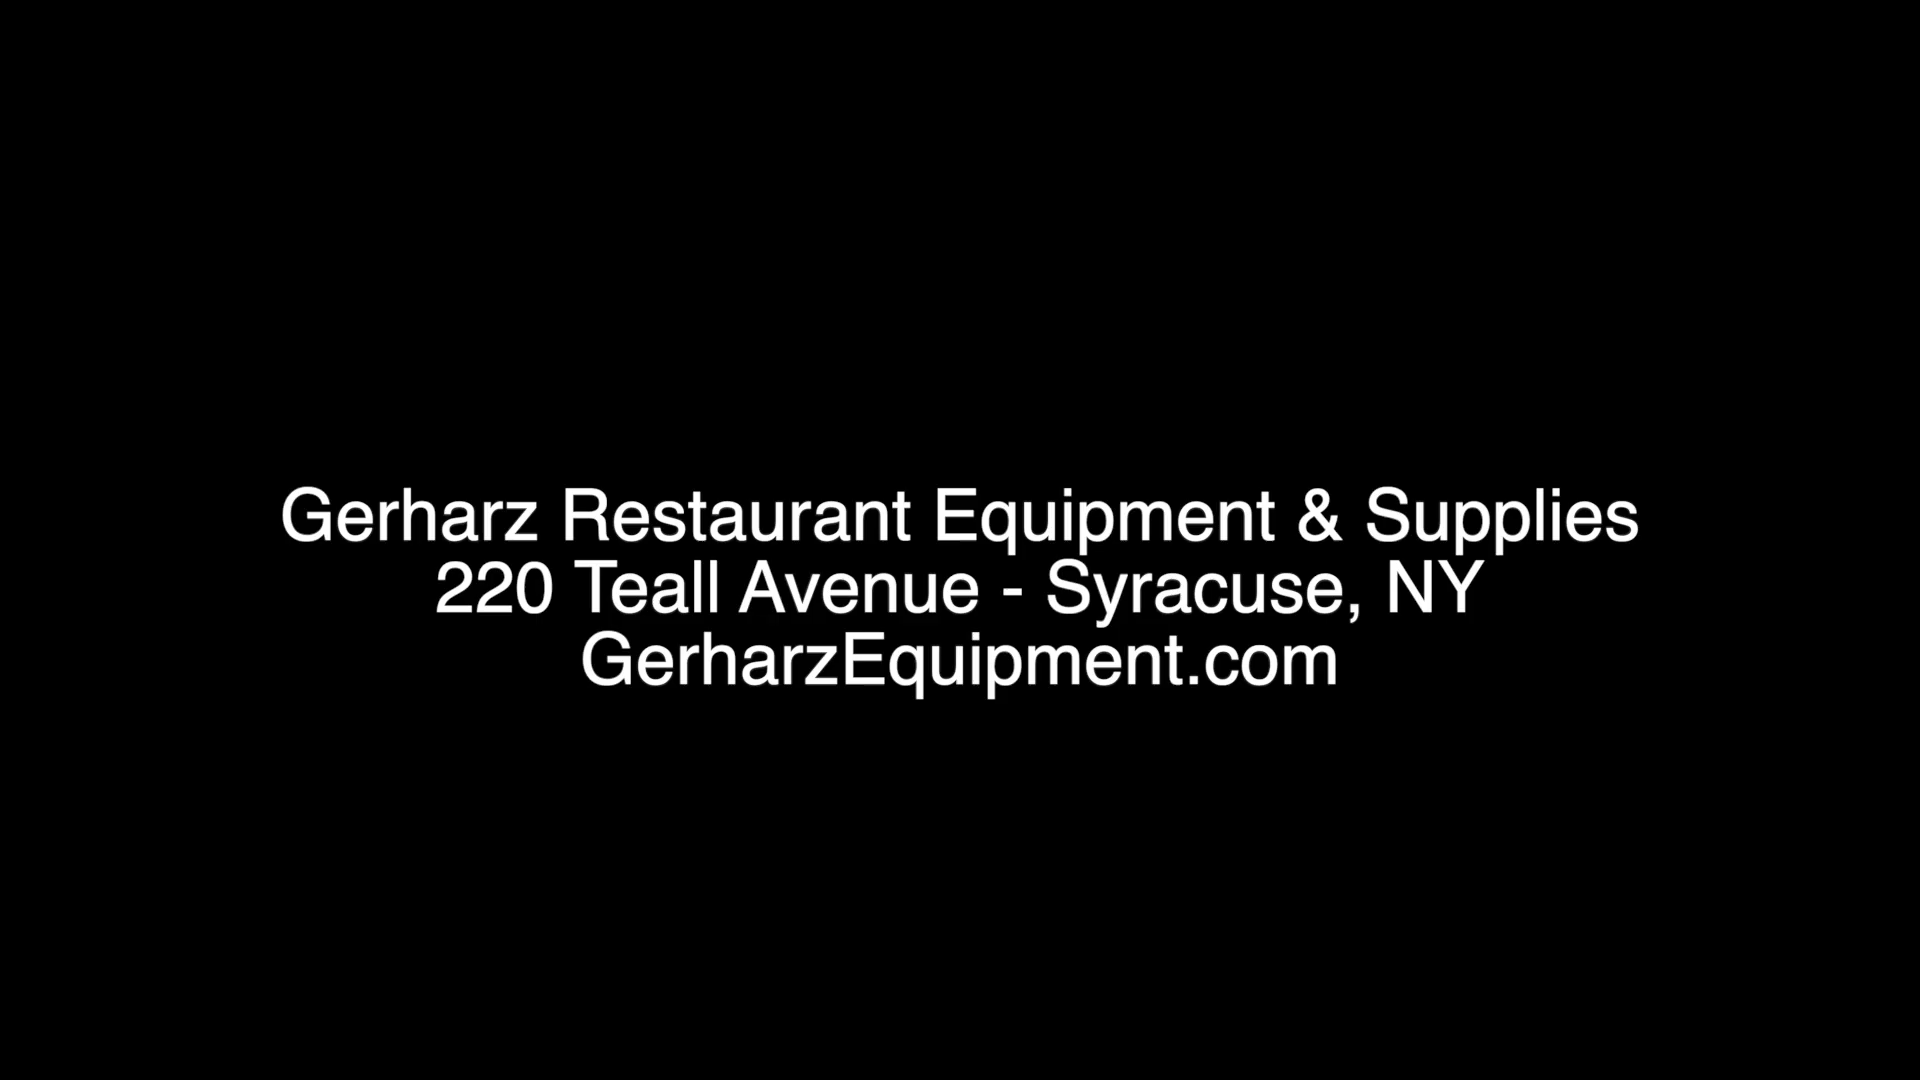 Gerharz Restaurant Equipment & Supplies
220 Teall Avenue - Syracuse, NY
GerharzEquipment.com